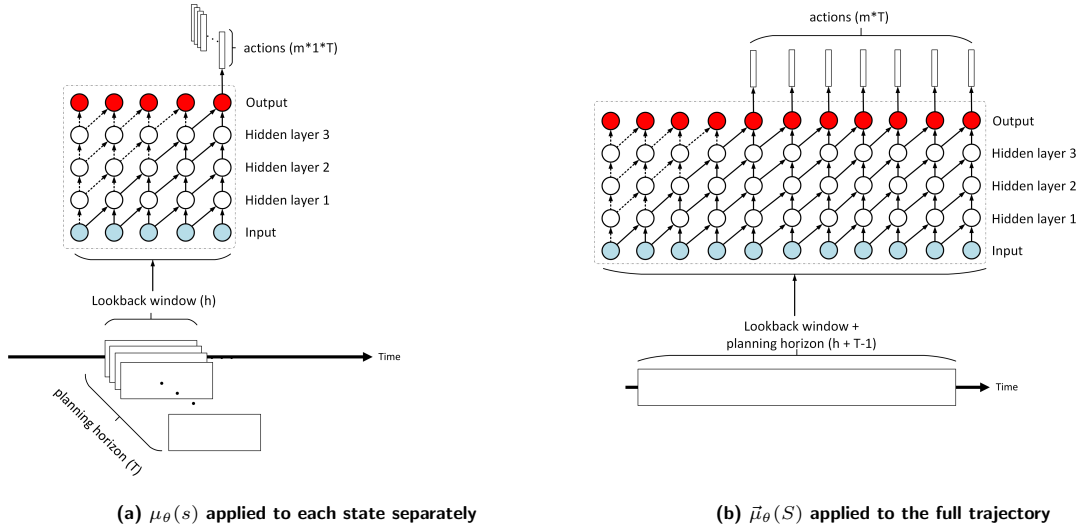 actions (m*1*T)
Output
Hidden layer 3
Hidden layer 2
Hidden layer 1
Input
Lookback window (h)
Time
planning horizon (T)
(a) μθ(s) applied to each state separately
actions (m*T)
Output
Hidden layer 3
Hidden layer 2
Hidden layer 1
Input
Lookback window +
planning horizon (h + T-1)
Time
(b) μ⃗θ(S) applied to the full trajectory